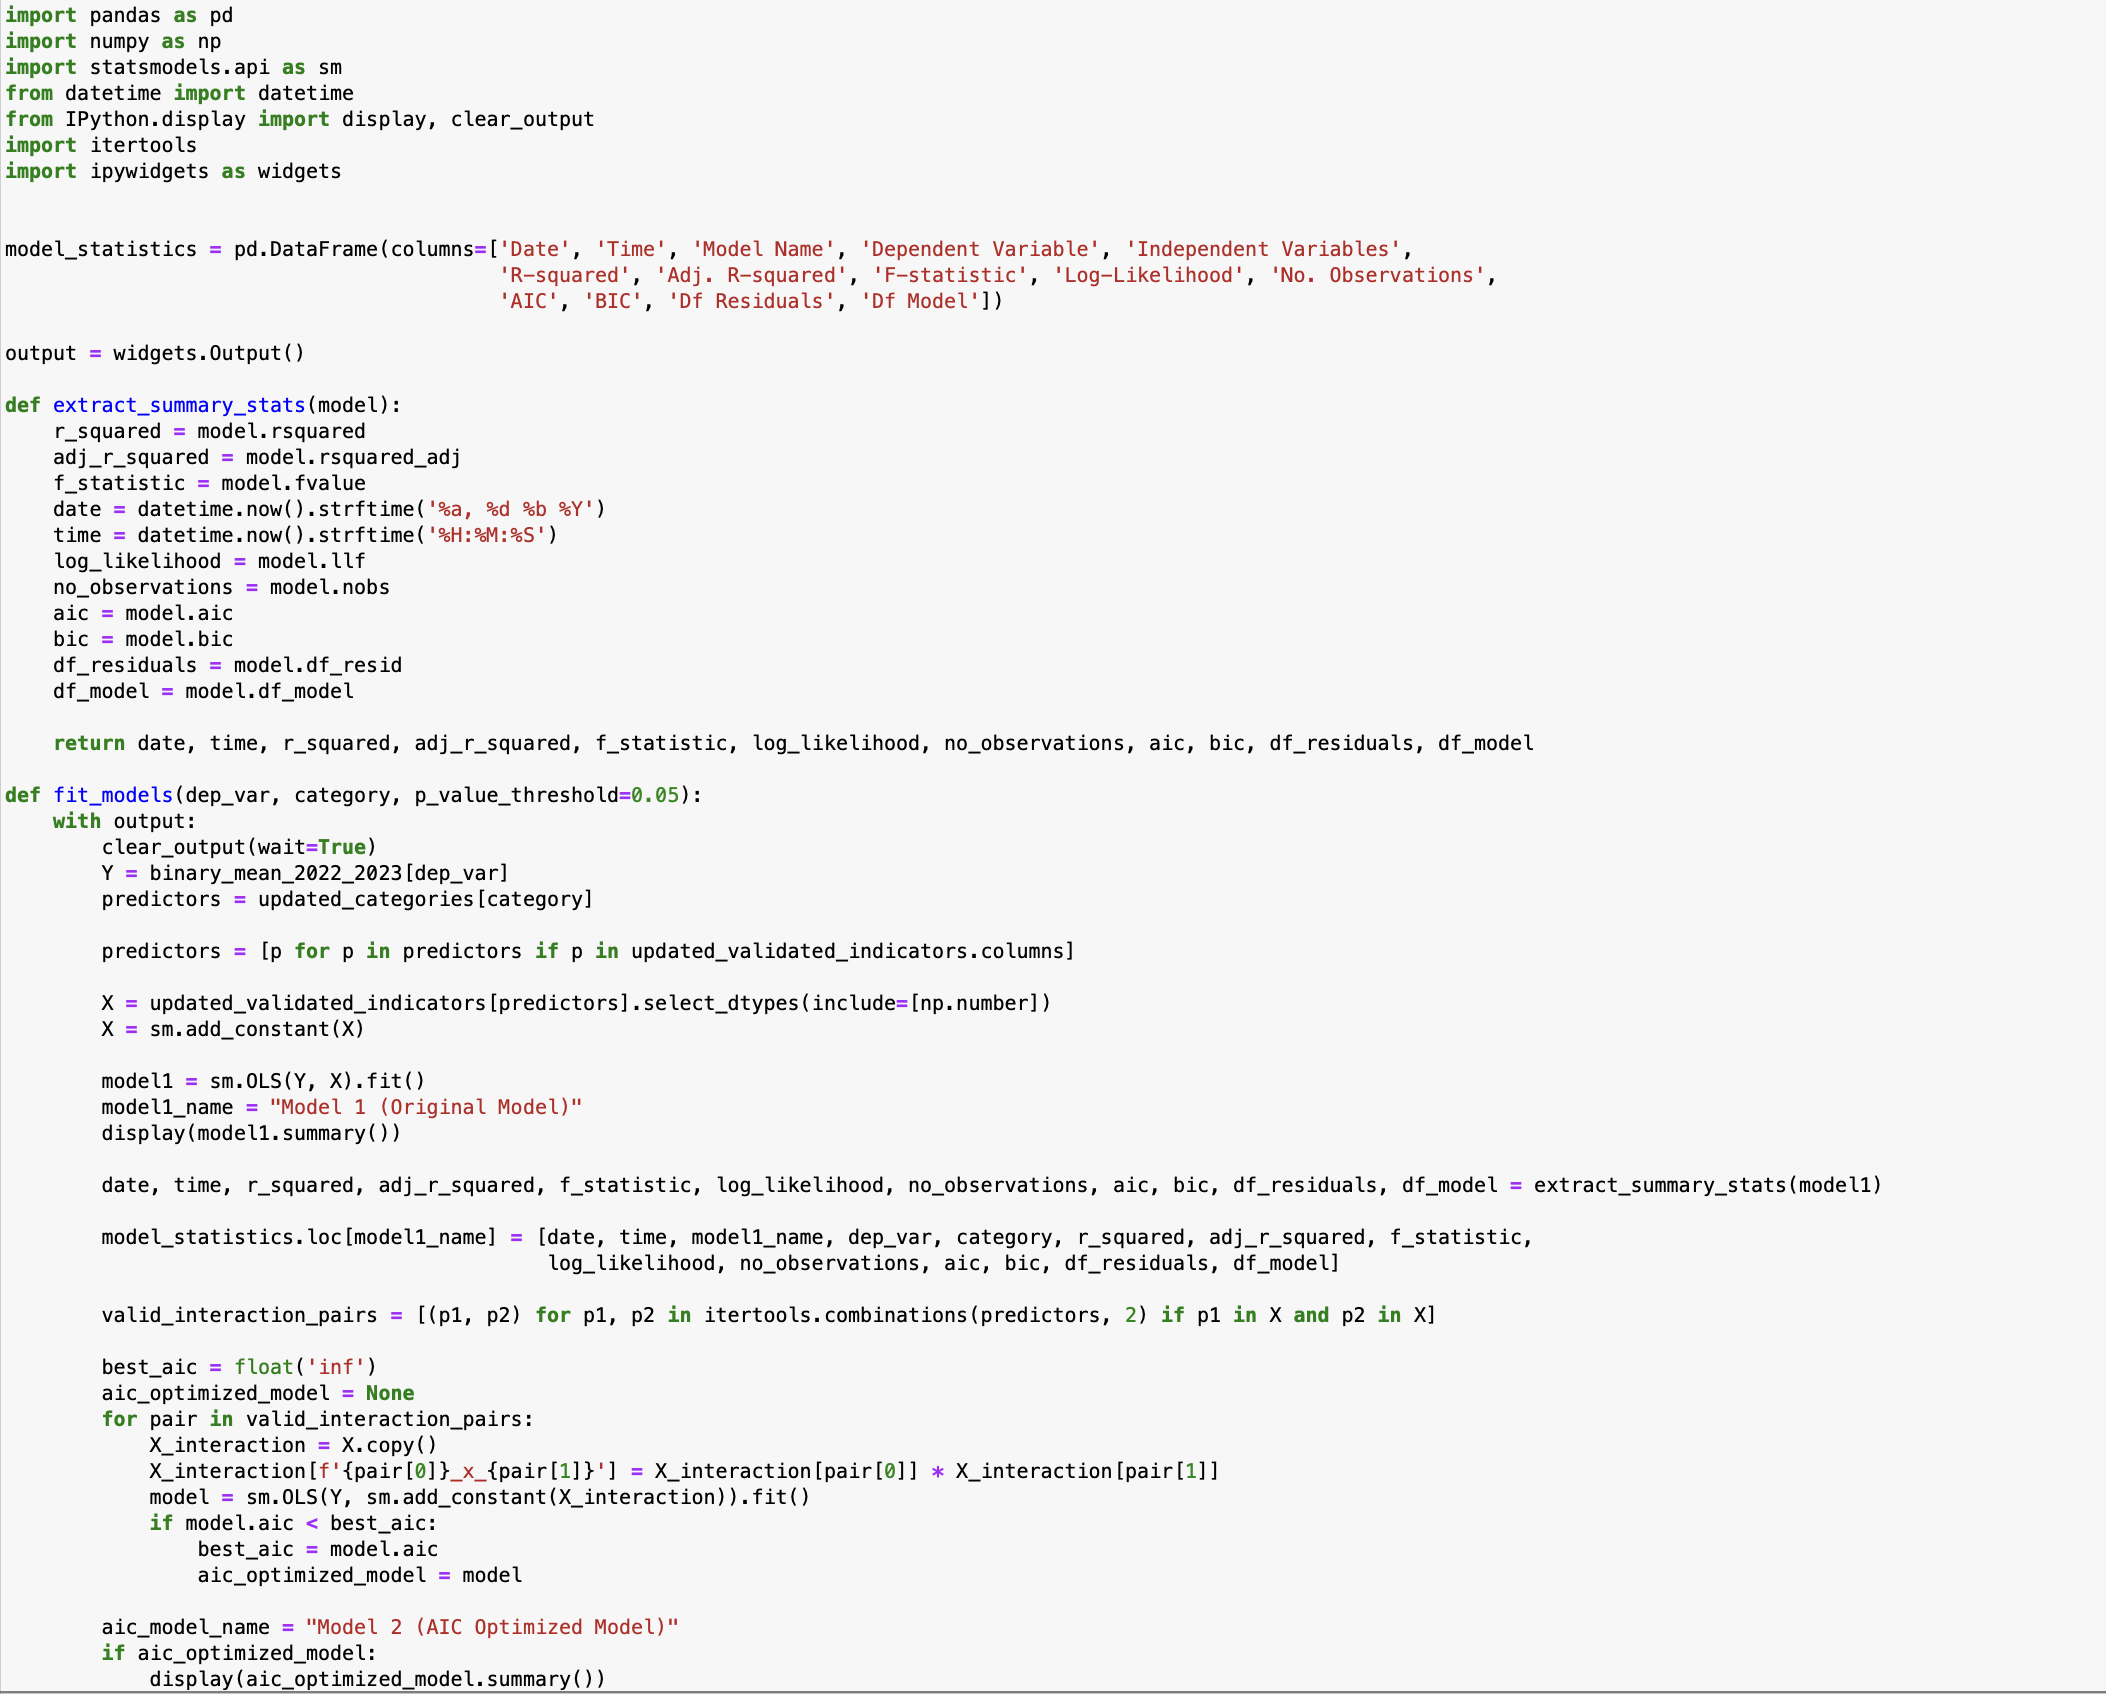 import pandas as pd
import numpy as np
import statsmodels.api as sm
from datetime import datetime
from IPython.display import display, clear_output
import itertools
import ipywidgets as widgets


model_statistics = pd.DataFrame(columns=['Date', 'Time', 'Model Name', 'Dependent Variable', 'Independent Variables',
                                         'R-squared', 'Adj. R-squared', 'F-statistic', 'Log-Likelihood', 'No. Observations',
                                         'AIC', 'BIC', 'Df Residuals', 'Df Model'])

output = widgets.Output()

def extract_summary_stats(model):
    r_squared = model.rsquared
    adj_r_squared = model.rsquared_adj
    f_statistic = model.fvalue
    date = datetime.now().strftime('%a, %d %b %Y')
    time = datetime.now().strftime('%H:%M:%S')
    log_likelihood = model.llf
    no_observations = model.nobs
    aic = model.aic
    bic = model.bic
    df_residuals = model.df_resid
    df_model = model.df_model

    return date, time, r_squared, adj_r_squared, f_statistic, log_likelihood, no_observations, aic, bic, df_residuals, df_model

def fit_models(dep_var, category, p_value_threshold=0.05):
    with output:
        clear_output(wait=True)
        Y = binary_mean_2022_2023[dep_var]
        predictors = updated_categories[category]

        predictors = [p for p in predictors if p in updated_validated_indicators.columns]

        X = updated_validated_indicators[predictors].select_dtypes(include=[np.number])
        X = sm.add_constant(X)

        model1 = sm.OLS(Y, X).fit()
        model1_name = "Model 1 (Original Model)"
        display(model1.summary())

        date, time, r_squared, adj_r_squared, f_statistic, log_likelihood, no_observations, aic, bic, df_residuals, df_model = extract_summary_stats(model1)

        model_statistics.loc[model1_name] = [date, time, model1_name, dep_var, category, r_squared, adj_r_squared, f_statistic,
                                             log_likelihood, no_observations, aic, bic, df_residuals, df_model]

        valid_interaction_pairs = [(p1, p2) for p1, p2 in itertools.combinations(predictors, 2) if p1 in X and p2 in X]

        best_aic = float('inf')
        aic_optimized_model = None
        for pair in valid_interaction_pairs:
            X_interaction = X.copy()
            X_interaction[f'{pair[0]}_x_{pair[1]}'] = X_interaction[pair[0]] * X_interaction[pair[1]]
            model = sm.OLS(Y, sm.add_constant(X_interaction)).fit()
            if model.aic < best_aic:
                best_aic = model.aic
                aic_optimized_model = model

        aic_model_name = "Model 2 (AIC Optimized Model)"
        if aic_optimized_model:
            display(aic_optimized_model.summary())